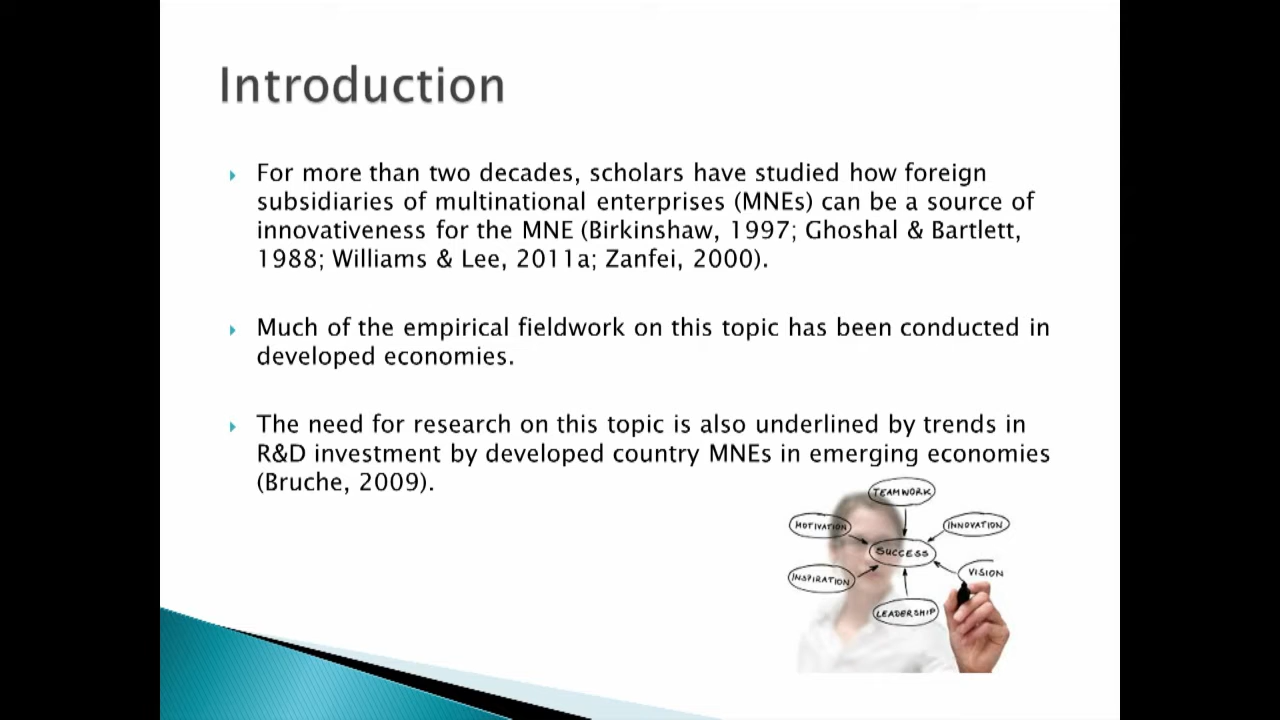 Introduction
For more than two decades, scholars have studied how foreign
subsidiaries of multinational enterprises (MNEs) can be a source of
innovativeness for the MNE (Birkinshaw, 1997; Ghoshal & Bartlett,
1988; Williams & Lee, 2011a; Zanfei, 2000).
Much of the empirical fieldwork on this topic has been conducted in
developed economies.
The need for research on this topic is also underlined by trends in
R&D investment by developed country MNEs in emerging economies
(Bruche, 2009).
TEAMWORK
MOTIVATION
INNOVATION
SUCCESS
INSPIRATION
VISION
LEADERSHIP